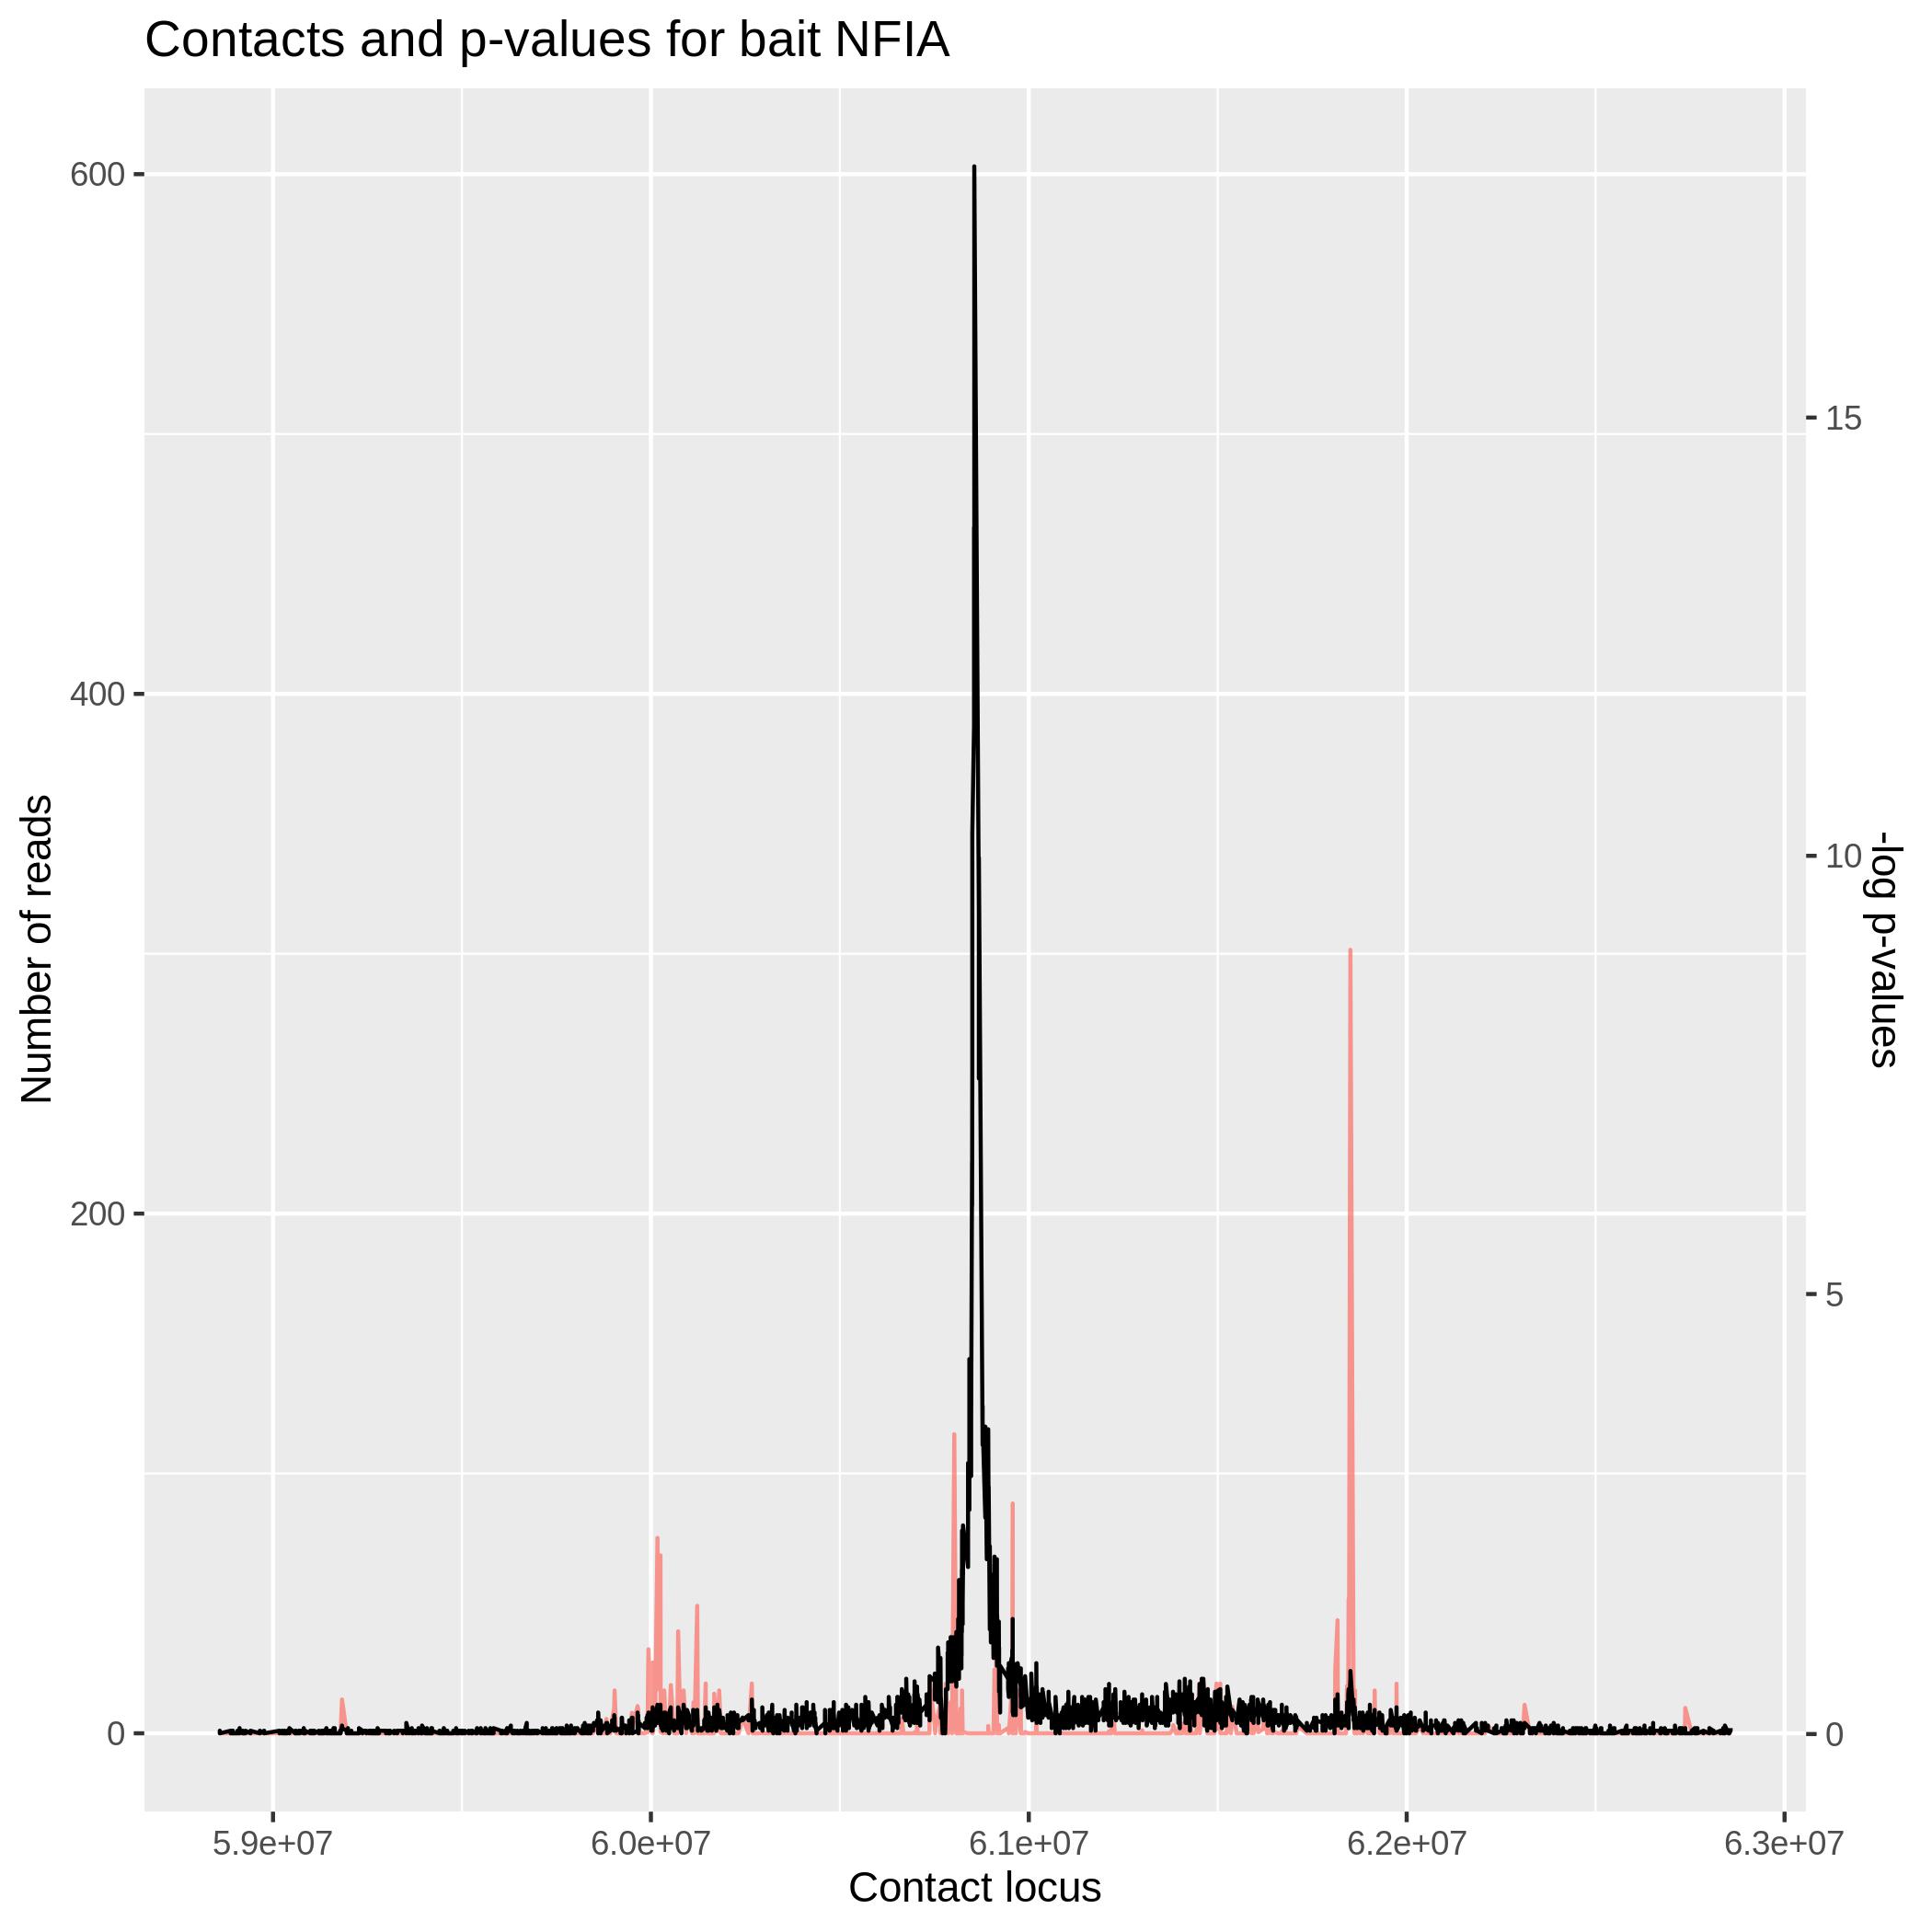 Contacts and p-values for bait NFIA
600
400
200
0
Number of reads
15
10
5
0
-log p-values
5.9e+07
6.0e+07
6.1e+07
6.2e+07
6.3e+07
Contact locus